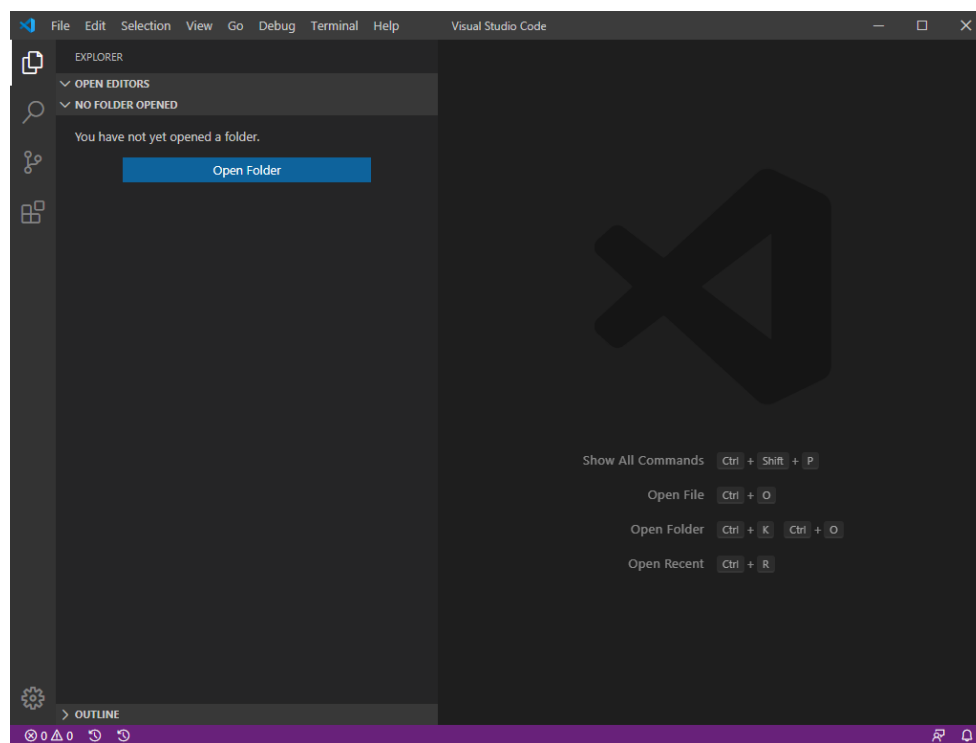 File Edit Selection View Go Debug Terminal Help Visual Studio Code
EXPLORER
OPEN EDITORS
NO FOLDER OPENED
You have not yet opened a folder.
Open Folder
Show All Commands Ctrl + Shift + P
Open File Ctrl + O
Open Folder Ctrl + K Ctrl + O
Open Recent Ctrl + R
OUTLINE
0 0